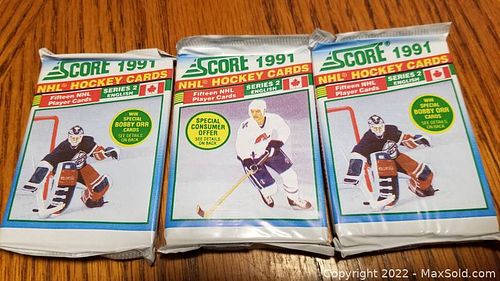 SCORE 1991
NHL® HOCKEY CARDS
Fifteen NHL
Player Cards
SERIES 2
ENGLISH
WIN
SPECIAL
BOBBY ORR
CARDS
SEE DETAILS
ON BACK
SCORE 1991
NHL® HOCKEY CARDS
Fifteen NHL
Player Cards
SERIES 2
ENGLISH
SPECIAL
CONSUMER
OFFER
SEE DETAILS
ON BACK
SCORE® 1991
NHL® HOCKEY CARDS
Fifteen NHL
Player Cards
SERIES 2
ENGLISH
WIN
SPECIAL
BOBBY ORR
CARDS
SEE DETAILS
ON BACK
Copyright © 2022 - MaxSold.com